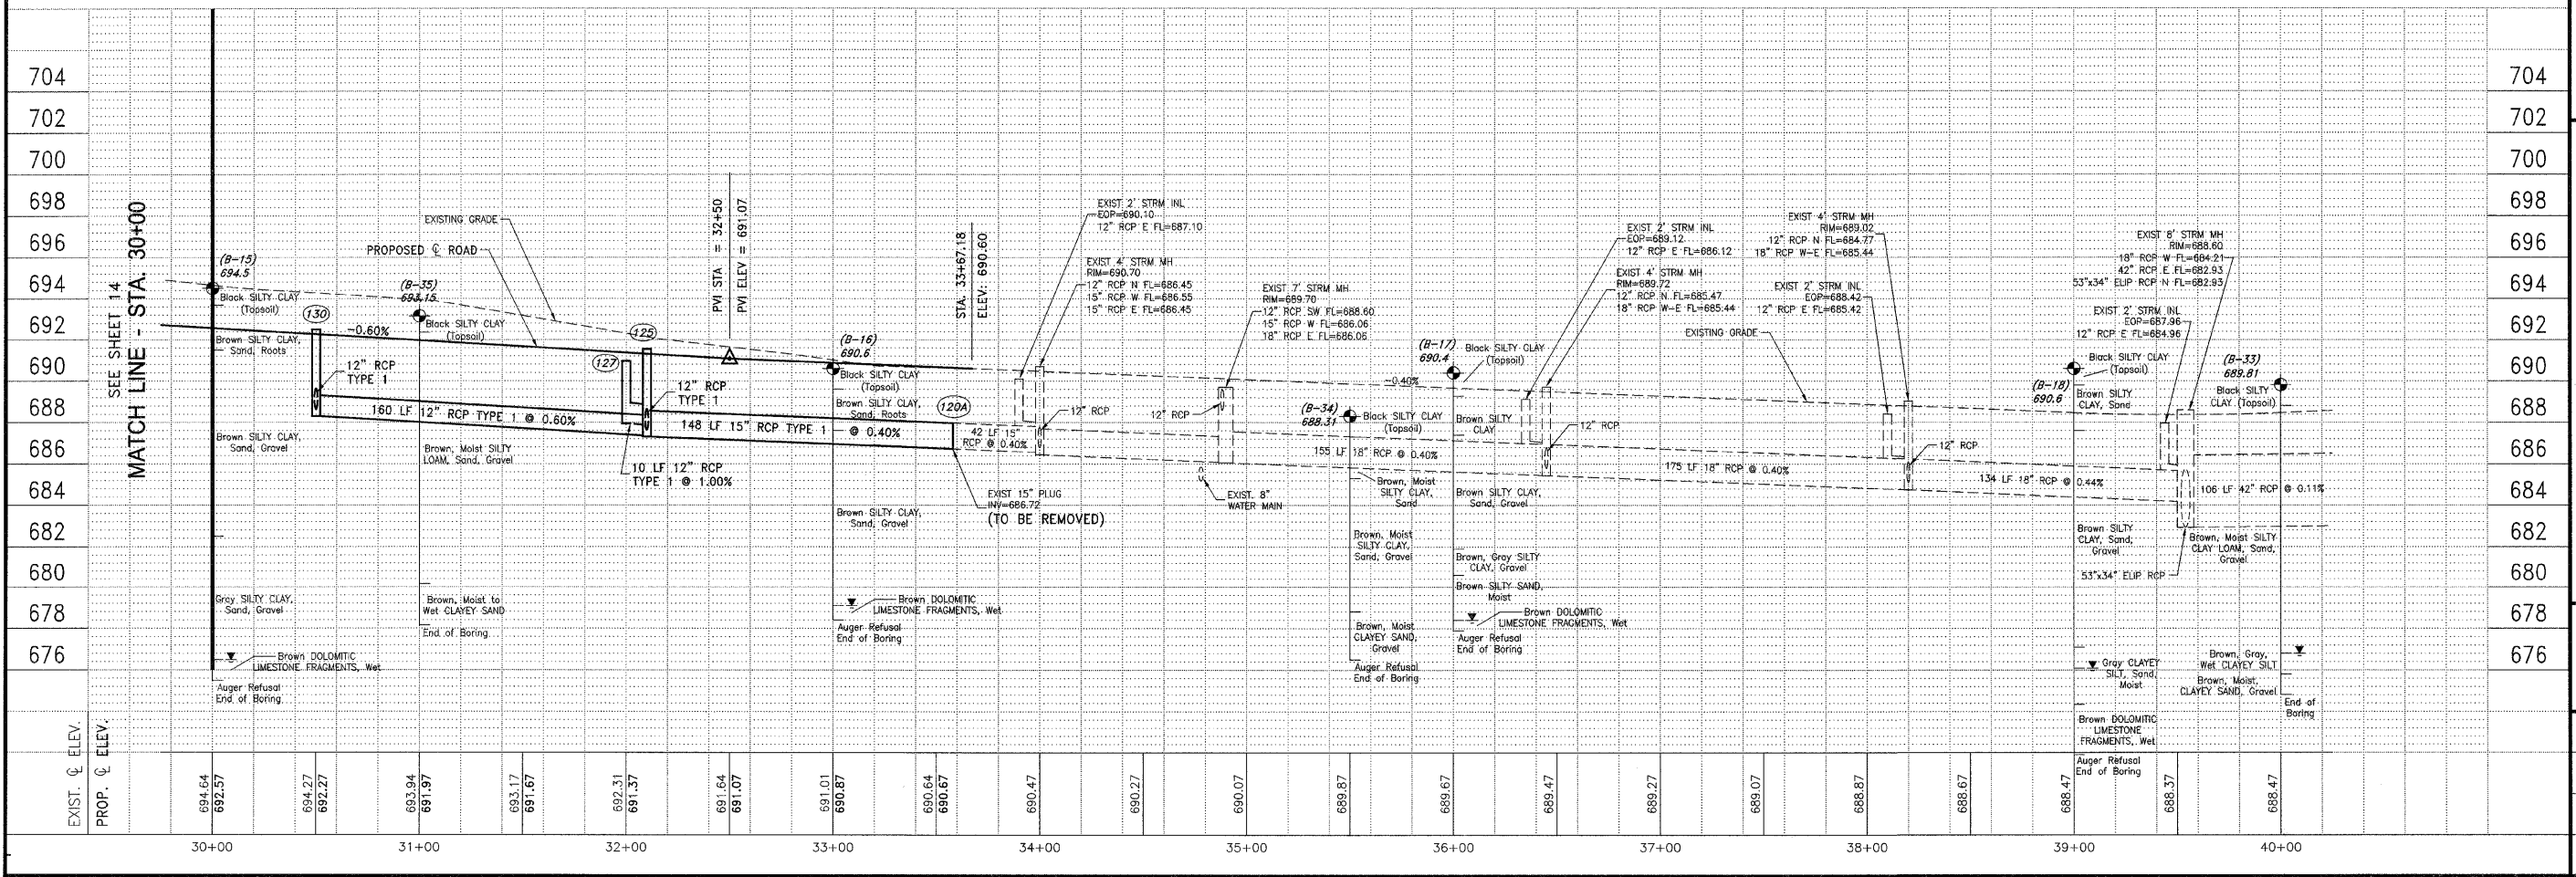 704
702
700
698
696
694
692
690
688
686
684
682
680
678
676
EXIST. ℄ ELEV.
PROP. ℄ ELEV.
SEE SHEET 14
MATCH LINE - STA. 30+00
(B-15)
694.5
Black SILTY CLAY
(Topsoil)
Brown SILTY CLAY,
Sand, Roots
Brown SILTY CLAY,
Sand, Gravel
Gray SILTY CLAY,
Sand, Gravel
Brown DOLOMITIC
LIMESTONE FRAGMENTS, Wet
Auger Refusal
End of Boring
EXISTING GRADE
PROPOSED ℄ ROAD
130
-0.60%
12" RCP
TYPE 1
160 LF 12" RCP TYPE 1 @ 0.60%
(B-35)
693.15
Black SILTY CLAY
(Topsoil)
Brown, Moist SILTY
LOAM, Sand, Gravel
Brown, Moist to
Wet CLAYEY SAND
End of Boring
127
125
12" RCP
TYPE 1
10 LF 12" RCP
TYPE 1 @ 1.00%
148 LF 15" RCP TYPE 1 @ 0.40%
PVI STA = 32+50
PVI ELEV = 691.07
(B-16)
690.6
Black SILTY CLAY
(Topsoil)
Brown SILTY CLAY,
Sand, Roots
Brown SILTY CLAY,
Sand, Gravel
Brown DOLOMITIC
LIMESTONE FRAGMENTS, Wet
Auger Refusal
End of Boring
STA. 33+67.18
ELEV: 690.60
120A
42 LF 15"
RCP @ 0.40%
EXIST 15" PLUG
INV=686.72
(TO BE REMOVED)
EXIST 2' STRM INL
EOP=690.10
12" RCP E FL=687.10
EXIST 4' STRM MH
RIM=690.70
12" RCP N FL=686.45
15" RCP W FL=686.55
15" RCP E FL=686.45
12" RCP
12" RCP
EXIST. 8"
WATER MAIN
EXIST 7' STRM MH
RIM=689.70
12" RCP SW FL=688.60
15" RCP W FL=686.06
18" RCP E FL=686.06
(B-34)
688.31
Black SILTY CLAY
(Topsoil)
155 LF 18" RCP @ 0.40%
Brown, Moist
SILTY CLAY,
Sand
Brown, Moist
SILTY CLAY,
Sand, Gravel
Brown, Moist
CLAYEY SAND,
Gravel
Auger Refusal
End of Boring
-0.40%
(B-17)
690.4
Black SILTY CLAY
(Topsoil)
Brown SILTY
CLAY
Brown SILTY CLAY,
Sand, Gravel
Brown, Gray SILTY
CLAY, Gravel
Brown SILTY SAND,
Moist
Brown DOLOMITIC
LIMESTONE FRAGMENTS, Wet
Auger Refusal
End of Boring
EXIST 2' STRM INL
EOP=689.12
12" RCP E FL=686.12
EXIST 4' STRM MH
RIM=689.72
12" RCP N FL=685.47
18" RCP W-E FL=685.44
12" RCP
175 LF 18" RCP @ 0.40%
EXIST 4' STRM MH
RIM=689.02
12" RCP N FL=684.77
18" RCP W-E FL=685.44
EXIST 2' STRM INL
EOP=688.42
12" RCP E FL=685.42
EXISTING GRADE
12" RCP
134 LF 18" RCP @ 0.44%
EXIST 8' STRM MH
RIM=688.60
18" RCP W FL=684.21
42" RCP E FL=682.93
53"x34" ELIP RCP N FL=682.93
EXIST 2' STRM INL
EOP=687.96
12" RCP E FL=684.96
(B-18)
690.6
Black SILTY CLAY
(Topsoil)
Brown SILTY
CLAY, Sand
Brown SILTY
CLAY, Sand,
Gravel
53"x34" ELIP RCP
Gray CLAYEY
SILT, Sand,
Moist
Brown DOLOMITIC
LIMESTONE
FRAGMENTS, Wet
Auger Refusal
End of Boring
(B-33)
689.81
Black SILTY
CLAY (Topsoil)
106 LF 42" RCP @ 0.11%
Brown, Moist SILTY
CLAY LOAM, Sand,
Gravel
Brown, Gray,
Wet CLAYEY SILT
Brown, Moist,
CLAYEY SAND, Gravel
End of
Boring
704
702
700
698
696
694
692
690
688
686
684
682
680
678
676
694.64
692.57
694.27
692.27
693.94
691.97
693.17
691.67
692.31
691.37
691.64
691.07
691.01
690.87
690.64
690.67
690.47
690.27
690.07
689.87
689.67
689.47
689.27
689.07
688.87
688.67
688.47
688.37
688.47
30+00
31+00
32+00
33+00
34+00
35+00
36+00
37+00
38+00
39+00
40+00